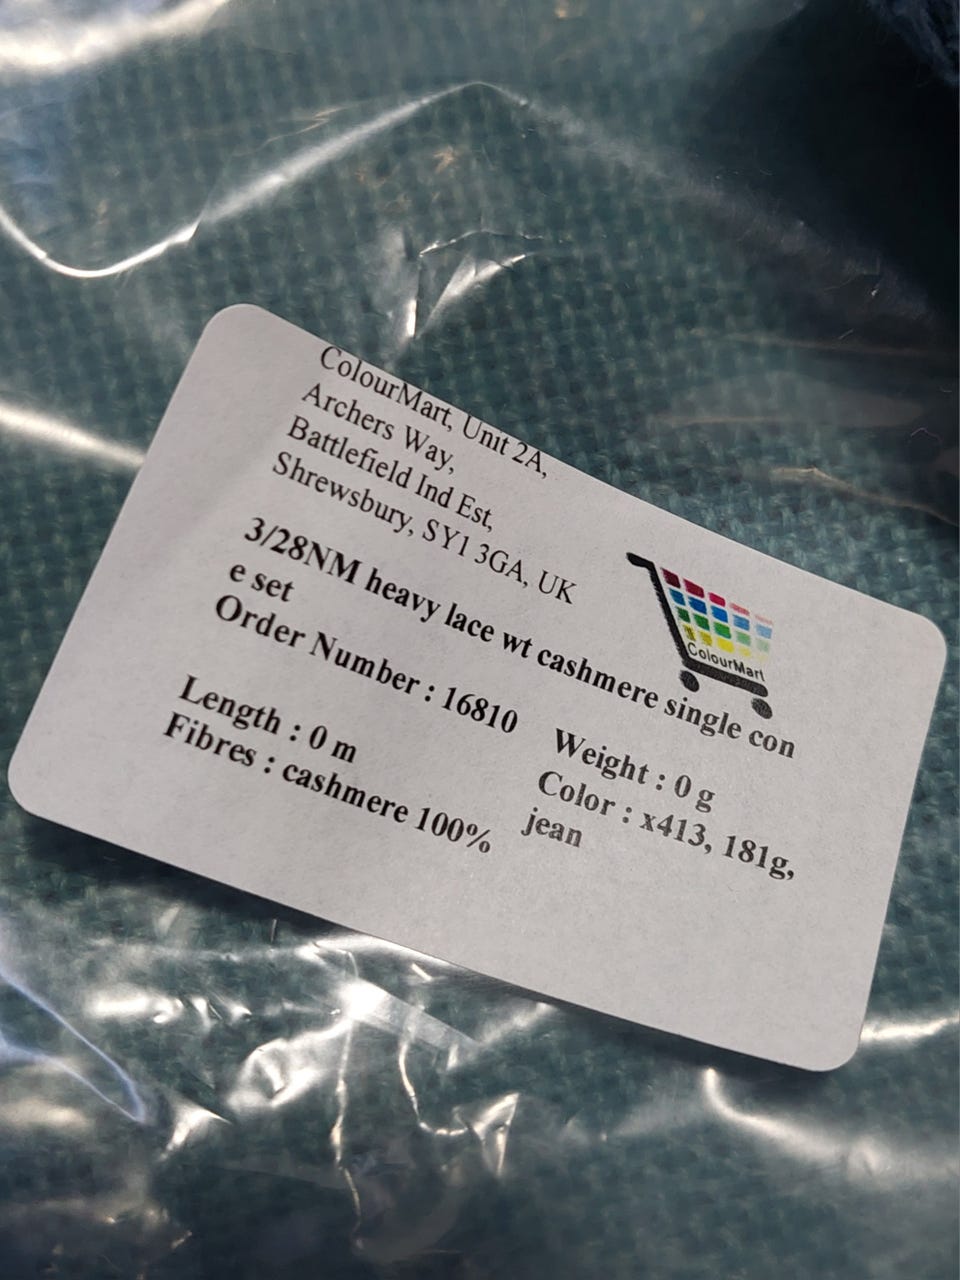 ColourMart, Unit 2A,
Archers Way,
Battlefield Ind Est,
Shrewsbury, SY1 3GA, UK
ColourMart
3/28NM heavy lace wt cashmere single con
e set
Order Number : 16810
Length : 0 m
Weight : 0 g
Fibres : cashmere 100%
Color : x413, 181g,
jean